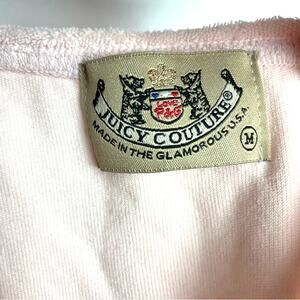 LOVE
P&G
JUICY COUTURE®
MADE IN THE GLAMOROUS U.S.A.
M